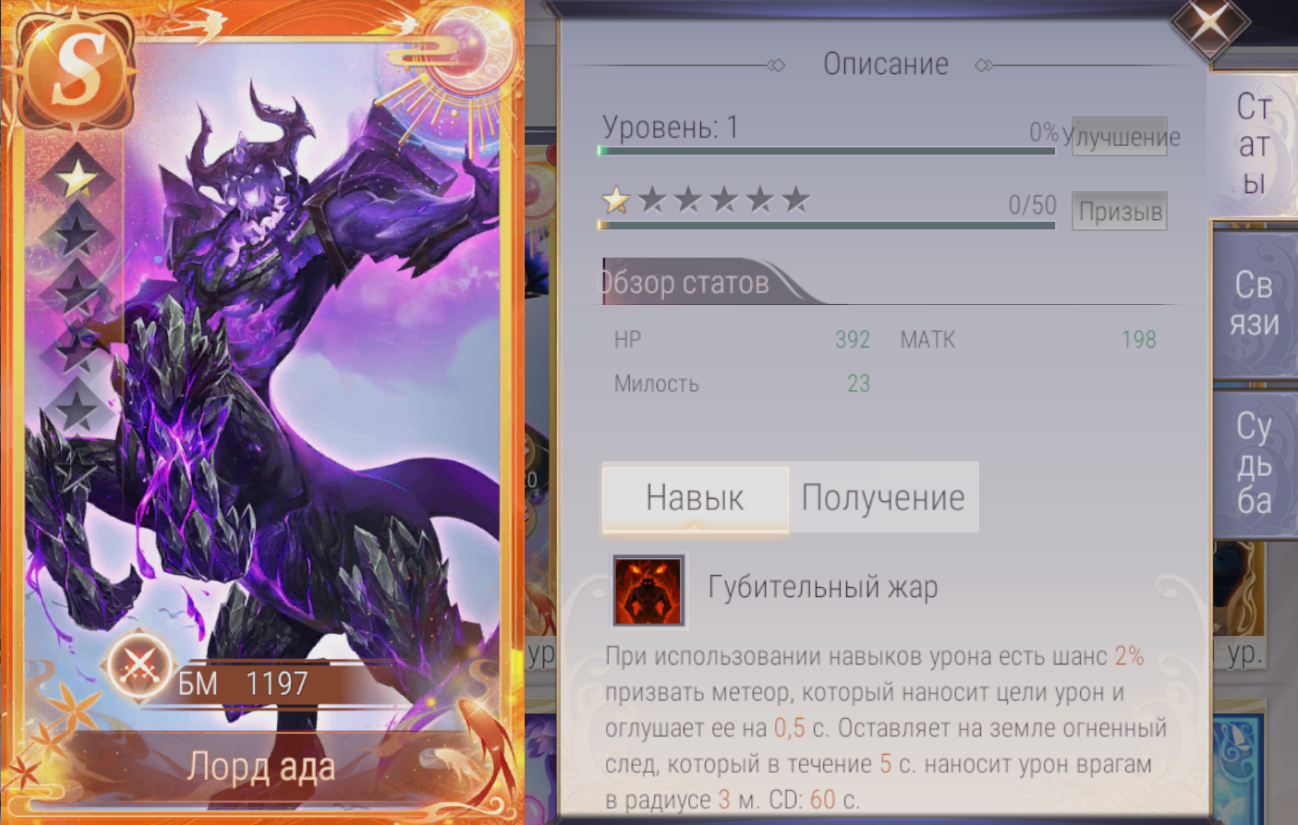 S
БМ 1197
Лорд ада
Описание
Уровень: 1
0%
Улучшение
0/50
Призыв
Обзор статов
HP 392 МАТК 198
Милость 23
Навык Получение
Губительный жар
При использовании навыков урона есть шанс 2%
призвать метеор, который наносит цели урон и
оглушает ее на 0,5 с. Оставляет на земле огненный
след, который в течение 5 с. наносит урон врагам
в радиусе 3 м. CD: 60 с.
Ст
ат
ы
Св
язи
Су
дь
ба
ур
ур.